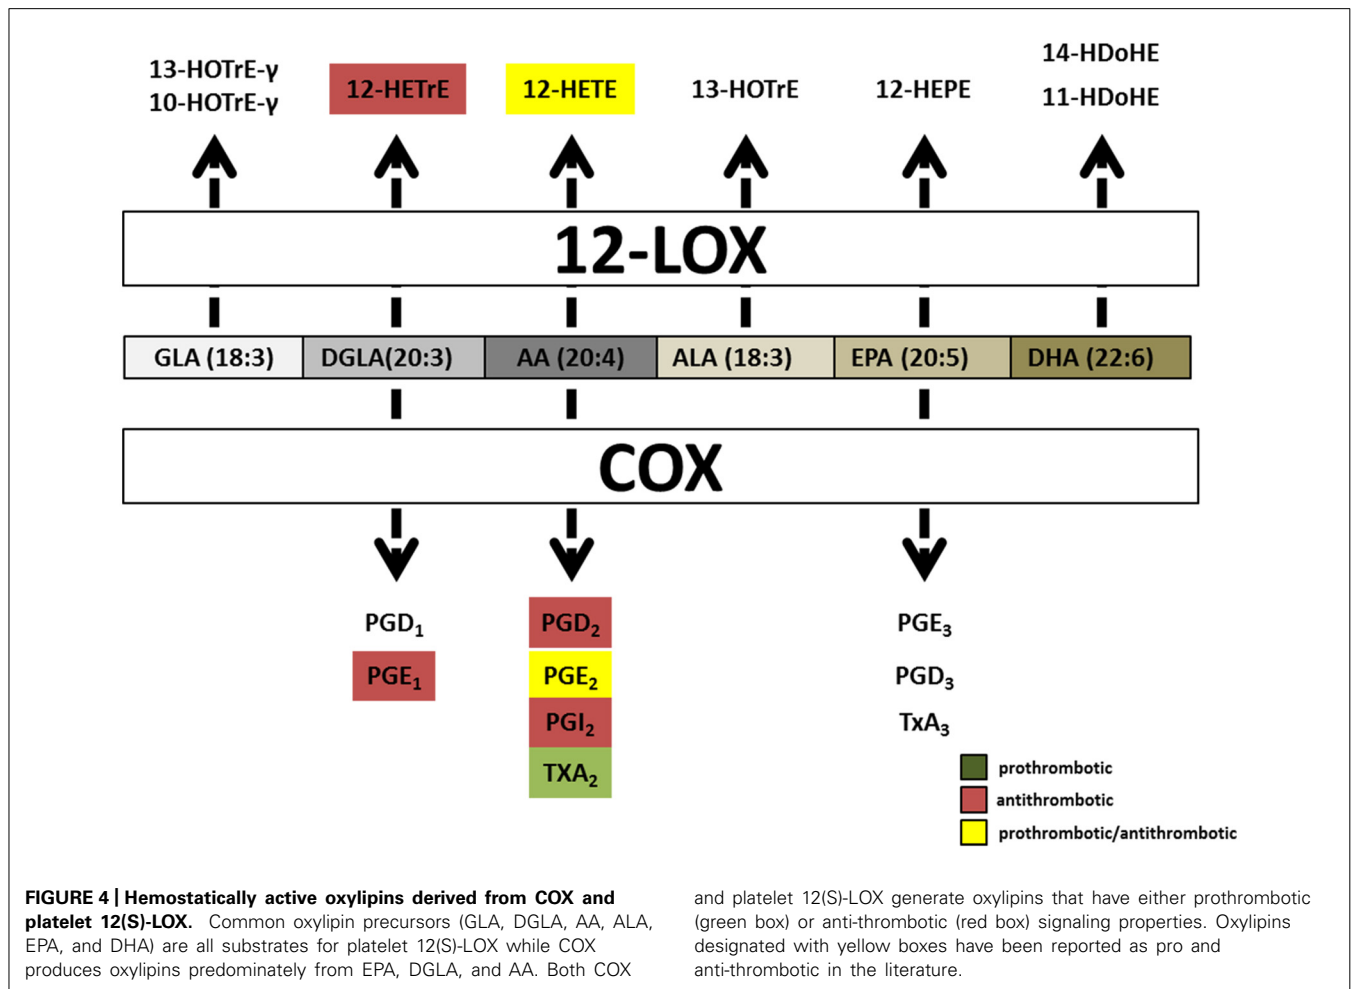 13-HOTrE-γ
10-HOTrE-γ
12-HETrE
12-HETE
13-HOTrE
12-HEPE
14-HDoHE
11-HDoHE
12-LOX
GLA (18:3)
DGLA(20:3)
AA (20:4)
ALA (18:3)
EPA (20:5)
DHA (22:6)
COX
PGD₁
PGE₁
PGD₂
PGE₂
PGI₂
TXA₂
PGE₃
PGD₃
TxA₃
prothrombotic
antithrombotic
prothrombotic/antithrombotic
FIGURE 4 | Hemostatically active oxylipins derived from COX and
platelet 12(S)-LOX. Common oxylipin precursors (GLA, DGLA, AA, ALA,
EPA, and DHA) are all substrates for platelet 12(S)-LOX while COX
produces oxylipins predominately from EPA, DGLA, and AA. Both COX
and platelet 12(S)-LOX generate oxylipins that have either prothrombotic
(green box) or anti-thrombotic (red box) signaling properties. Oxylipins
designated with yellow boxes have been reported as pro and
anti-thrombotic in the literature.